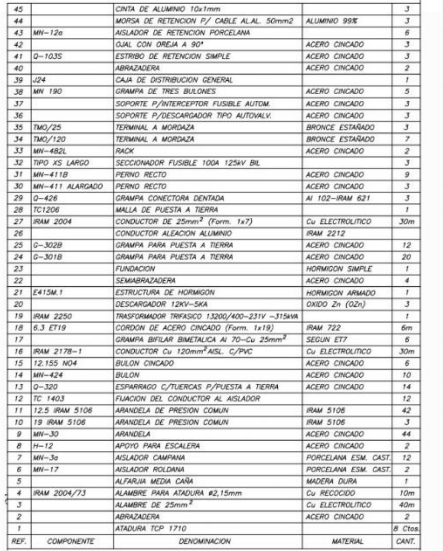 45 CINTA DE ALUMINIO 10x1mm 3
44 MORSA DE RETENCION P/ CABLE AL.AL. 50mm2 ALUMINIO 99% 3
43 MN-12a AISLADOR DE RETENCION PORCELANA 6
42 OJAL CON OREJA A 90° ACERO CINCADO 3
41 Q-103S ESTRIBO DE RETENCION SIMPLE ACERO CINCADO 3
40 ABRAZADERA ACERO CINCADO 2
39 J24 CAJA DE DISTRIBUCION GENERAL 1
38 MN 190 GRAMPA DE TRES BULONES ACERO CINCADO 5
37 SOPORTE P/INTERCEPTOR FUSIBLE AUTOM. ACERO CINCADO 3
36 SOPORTE P/DESCARGADOR TIPO AUTOVALV. ACERO CINCADO 3
35 TMO/25 TERMINAL A MORDAZA BRONCE ESTAÑADO 3
34 TMO/120 TERMINAL A MORDAZA BRONCE ESTAÑADO 7
33 MN-482L RACK ACERO CINCADO 2
32 TIPO XS LARGO SECCIONADOR FUSIBLE 100A 125kV BIL 3
31 MN-411B PERNO RECTO ACERO CINCADO 9
30 MN-411 ALARGADO PERNO RECTO ACERO CINCADO 3
29 Q-426 GRAMPA CONECTORA DENTADA Al 102-IRAM 621 3
28 TC1206 MALLA DE PUESTA A TIERRA 1
27 IRAM 2004 CONDUCTOR DE 25mm² (Form. 1x7) Cu ELECTROLITICO 30m
26 CONDUCTOR ALEACION ALUMINIO IRAM 2212
25 G-302B GRAMPA PARA PUESTA A TIERRA ACERO CINCADO 12
24 G-301B GRAMPA PARA PUESTA A TIERRA ACERO CINCADO 20
23 FUNDACION HORMIGON SIMPLE 1
22 SEMIABRAZADERA ACERO CINCADO 4
21 E415M.1 ESTRUCTURA DE HORMIGON HORMIGON ARMADO 1
20 DESCARGADOR 12KV-5KA OXIDO Zn (OZn) 3
19 IRAM 2250 TRASFORMADOR TRIFASICO 13200/400-231V -315kVA 1
18 6.3 ET19 CORDON DE ACERO CINCADO (Form. 1x19) IRAM 722 6m
17 GRAMPA BIFILAR BIMETALICA Al 70-Cu 25mm² SEGUN ET7 6
16 IRAM 2178-1 CONDUCTOR Cu 120mm² AISL. C/PVC Cu ELECTROLITICO 30m
15 12.155 NO4 BULON CINCADO ACERO CINCADO 6
14 MN-424 BULON ACERO CINCADO 10
13 Q-320 ESPARRAGO C/TUERCAS P/PUESTA A TIERRA ACERO CINCADO 14
12 TC 1403 FIJACION DEL CONDUCTOR AL AISLADOR 12
11 12.5 IRAM 5106 ARANDELA DE PRESION COMUN IRAM 5106 42
10 19 IRAM 5106 ARANDELA DE PRESION COMUN IRAM 5106 3
9 MN-30 ARANDELA ACERO CINCADO 44
8 H-12 APOYO PARA ESCALERA ACERO CINCADO 2
7 MN-3a AISLADOR CAMPANA PORCELANA ESM. CAST. 12
6 MN-17 AISLADOR ROLDANA PORCELANA ESM. CAST. 2
5 ALFARJIA MEDIA CAÑA MADERA DURA 1
4 IRAM 2004/73 ALAMBRE PARA ATADURA ø2,15mm Cu RECOCIDO 10m
3 ALAMBRE DE 25mm² Cu ELECTROLITICO 40m
2 ABRAZADERA ACERO CINCADO 2
1 ATADURA TCP 1710 8 Ctos.
REF. COMPONENTE DENOMINACION MATERIAL CANT.